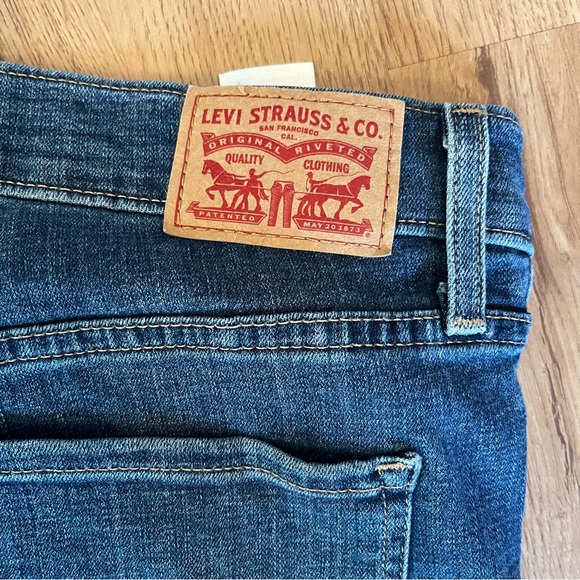 LEVI STRAUSS & CO.
SAN FRANCISCO
CAL.
ORIGINAL RIVETED
QUALITY CLOTHING
PATENTED MAY 20 1873
®